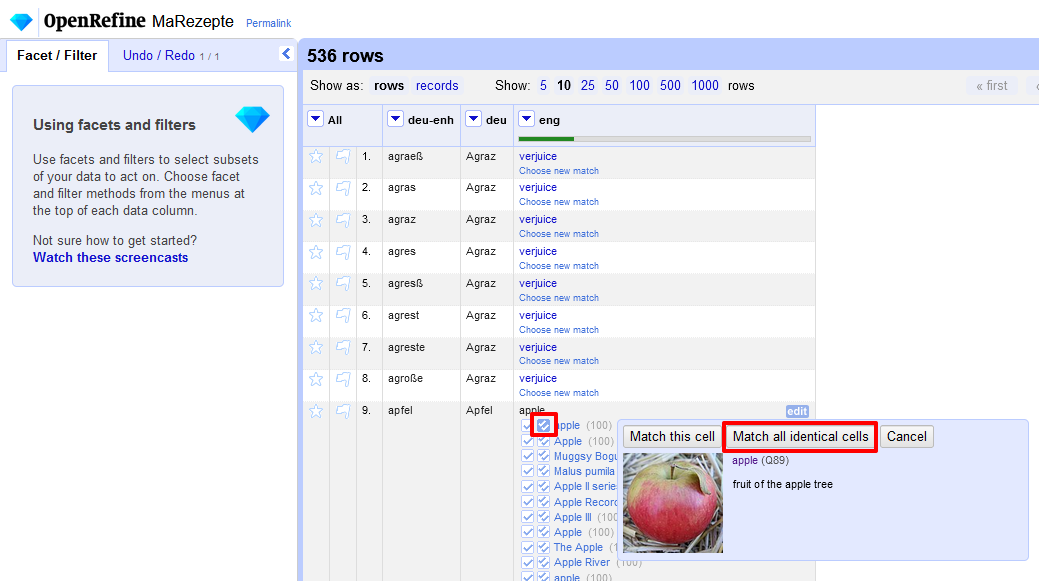 OpenRefine MaRezepte Permalink
Facet / Filter Undo / Redo 1 / 1
Using facets and filters
Use facets and filters to select subsets
of your data to act on. Choose facet
and filter methods from the menus at
the top of each data column.
Not sure how to get started?
Watch these screencasts
536 rows
Show as: rows records Show: 5 10 25 50 100 500 1000 rows « first
All deu-enh deu eng
1. agraeß Agraz verjuice
Choose new match
2. agras Agraz verjuice
Choose new match
3. agraz Agraz verjuice
Choose new match
4. agres Agraz verjuice
Choose new match
5. agresß Agraz verjuice
Choose new match
6. agrest Agraz verjuice
Choose new match
7. agreste Agraz verjuice
Choose new match
8. agroße Agraz verjuice
Choose new match
9. apfel Apfel apple edit
apple (100)
Apple (100)
Muggsy Bogu
Malus pumila
Apple II serie
Apple Record
Apple III (100
Apple (100)
The Apple (1
Apple River (100)
apple (100)
Match this cell Match all identical cells Cancel
apple (Q89)
fruit of the apple tree